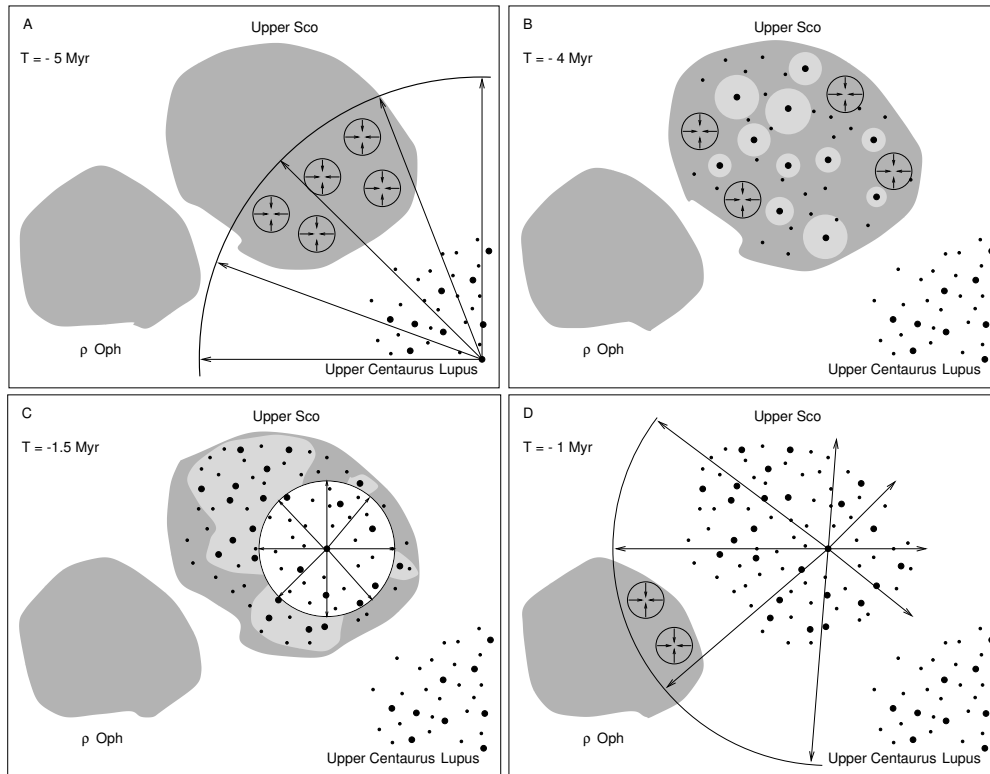 A
Upper Sco
T = - 5 Myr
ρ Oph
Upper Centaurus Lupus
B
Upper Sco
T = - 4 Myr
ρ Oph
Upper Centaurus Lupus
C
Upper Sco
T = -1.5 Myr
ρ Oph
Upper Centaurus Lupus
D
Upper Sco
T = - 1 Myr
ρ Oph
Upper Centaurus Lupus